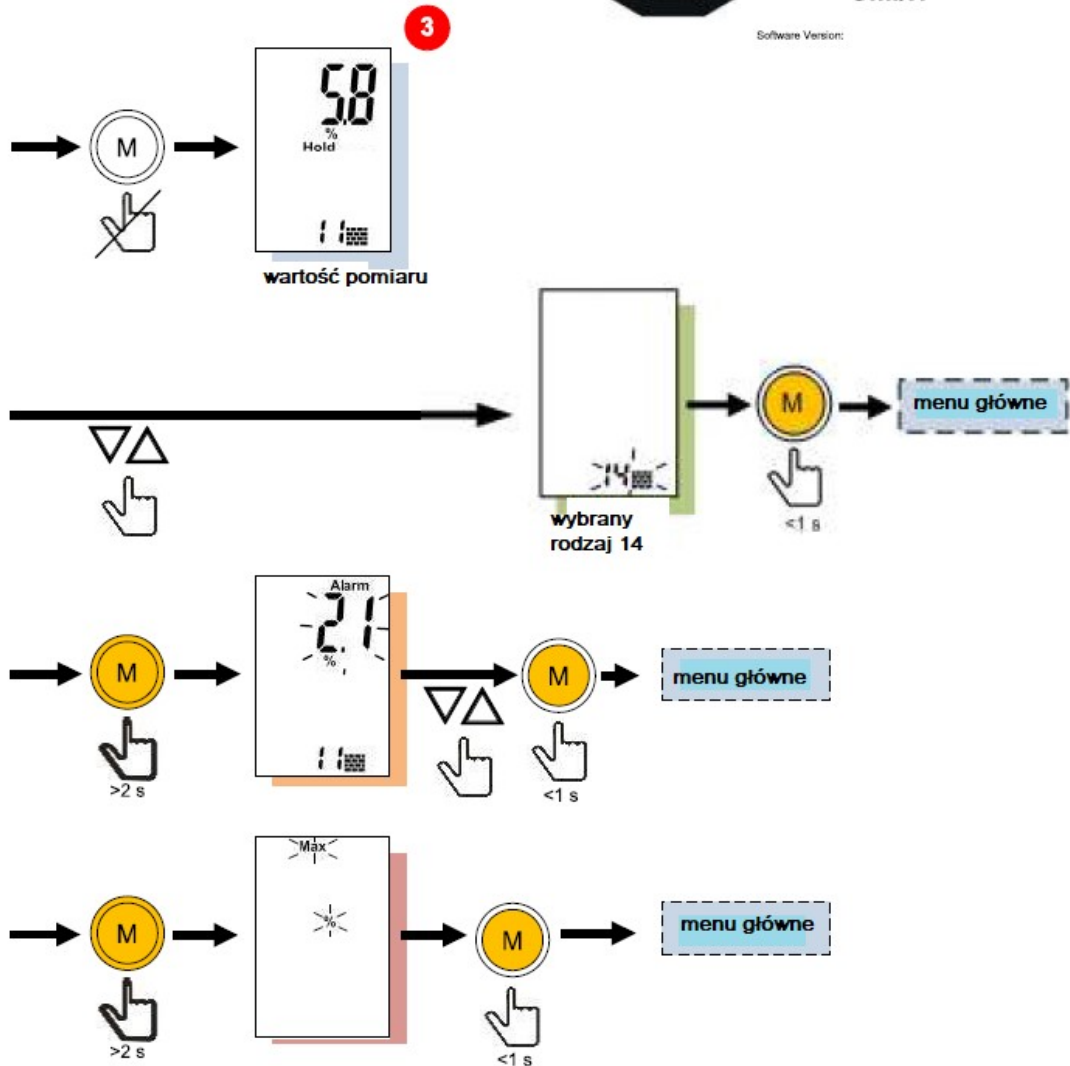 3
Software Version:
5.8
%
Hold
M
11
wartość pomiaru
14
M
menu główne
<1 s
wybrany
rodzaj 14
Alarm
2.1
%
M
M
menu główne
11
>2 s
<1 s
Max
%
M
M
menu główne
>2 s
<1 s